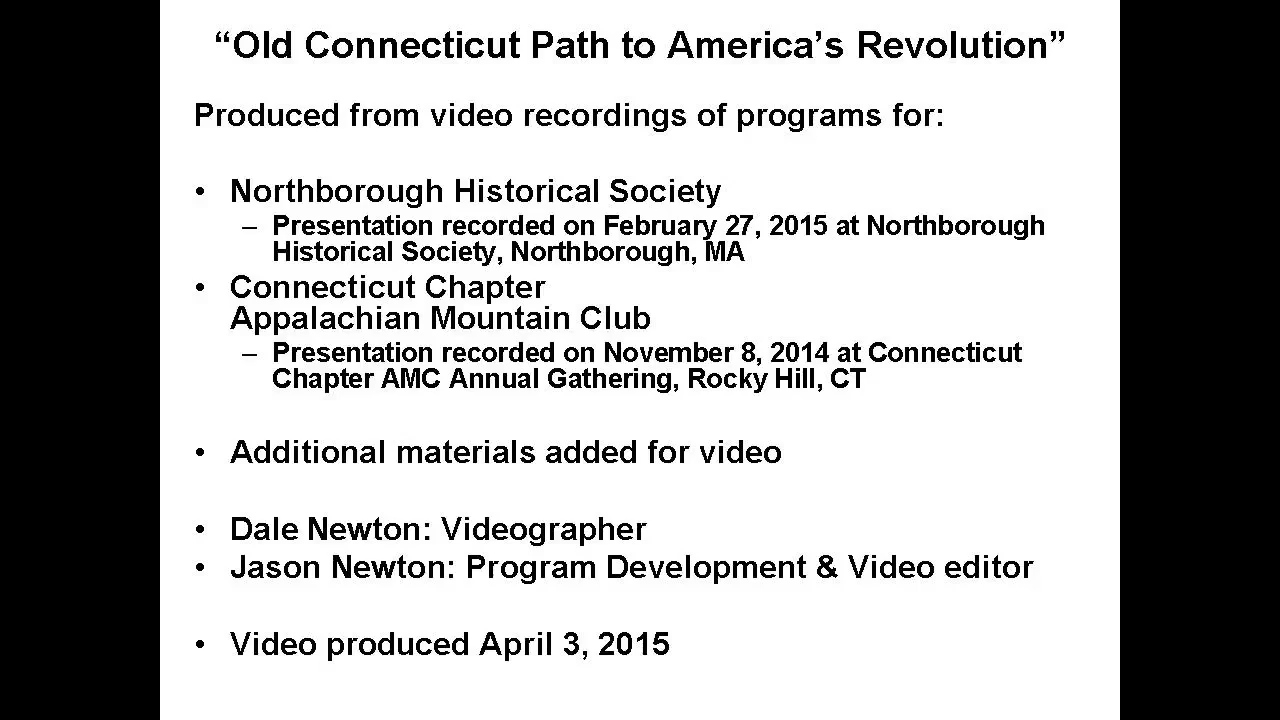 “Old Connecticut Path to America’s Revolution”
Produced from video recordings of programs for:
• Northborough Historical Society
– Presentation recorded on February 27, 2015 at Northborough
Historical Society, Northborough, MA
• Connecticut Chapter
Appalachian Mountain Club
– Presentation recorded on November 8, 2014 at Connecticut
Chapter AMC Annual Gathering, Rocky Hill, CT
• Additional materials added for video
• Dale Newton: Videographer
• Jason Newton: Program Development & Video editor
• Video produced April 3, 2015